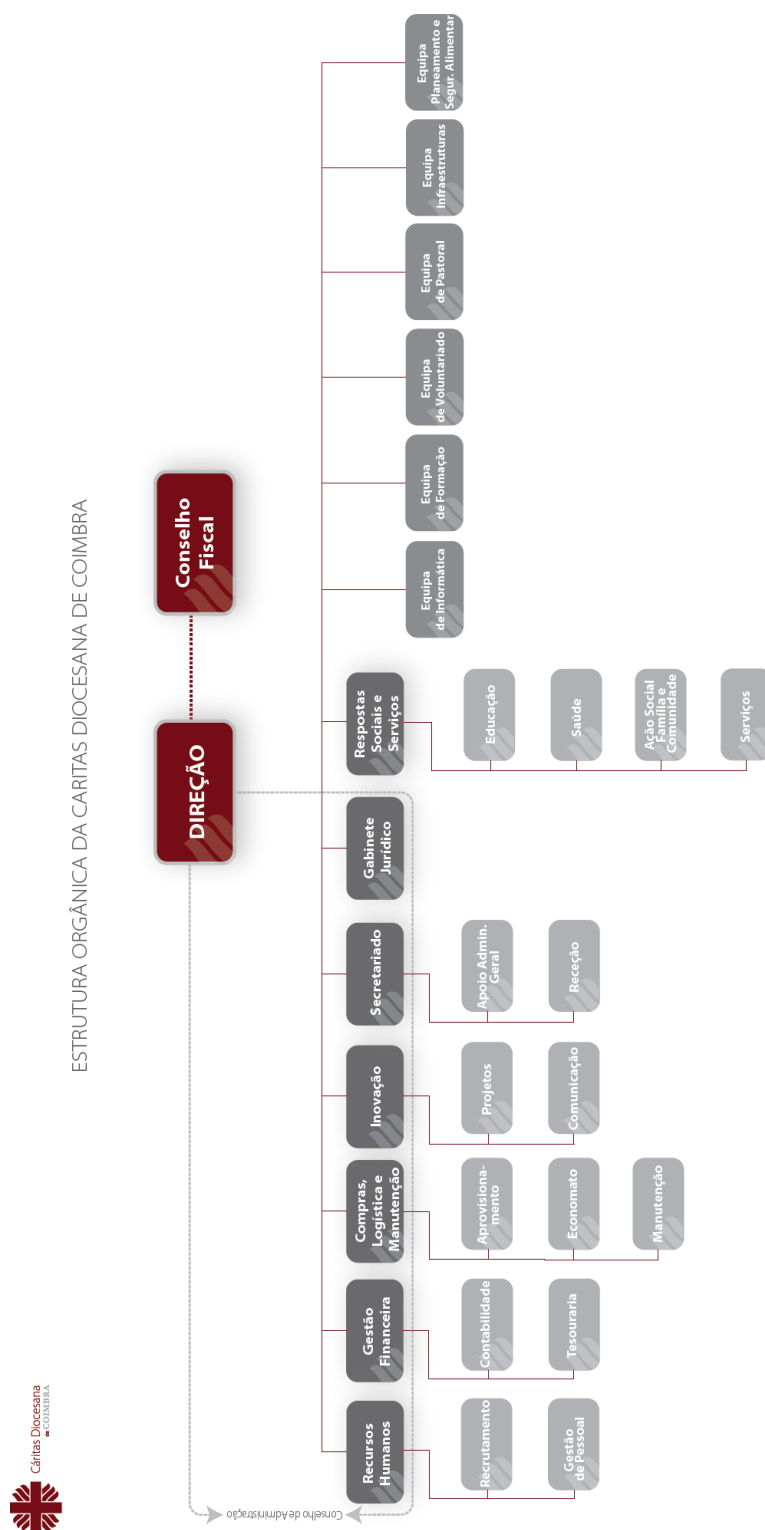 Cáritas Diocesana
de COIMBRA
ESTRUTURA ORGÂNICA DA CARITAS DIOCESANA DE COIMBRA
DIREÇÃO
Conselho
Fiscal
Conselho de Administração
Recursos
Humanos
Gestão
Financeira
Compras,
Logística e
Manutenção
Inovação
Secretariado
Gabinete
Jurídico
Respostas
Sociais e
Serviços
Equipa
de Informática
Equipa
de Formação
Equipa
de Voluntariado
Equipa
de Pastoral
Equipa
Infraestruturas
Equipa
Planeamento e
Segur. Alimentar
Recrutamento
Gestão
de Pessoal
Contabilidade
Tesouraria
Aprovisiona-
mento
Economato
Manutenção
Projetos
Comunicação
Apoio Admin.
Geral
Receção
Educação
Saúde
Ação Social
Família e
Comunidade
Serviços